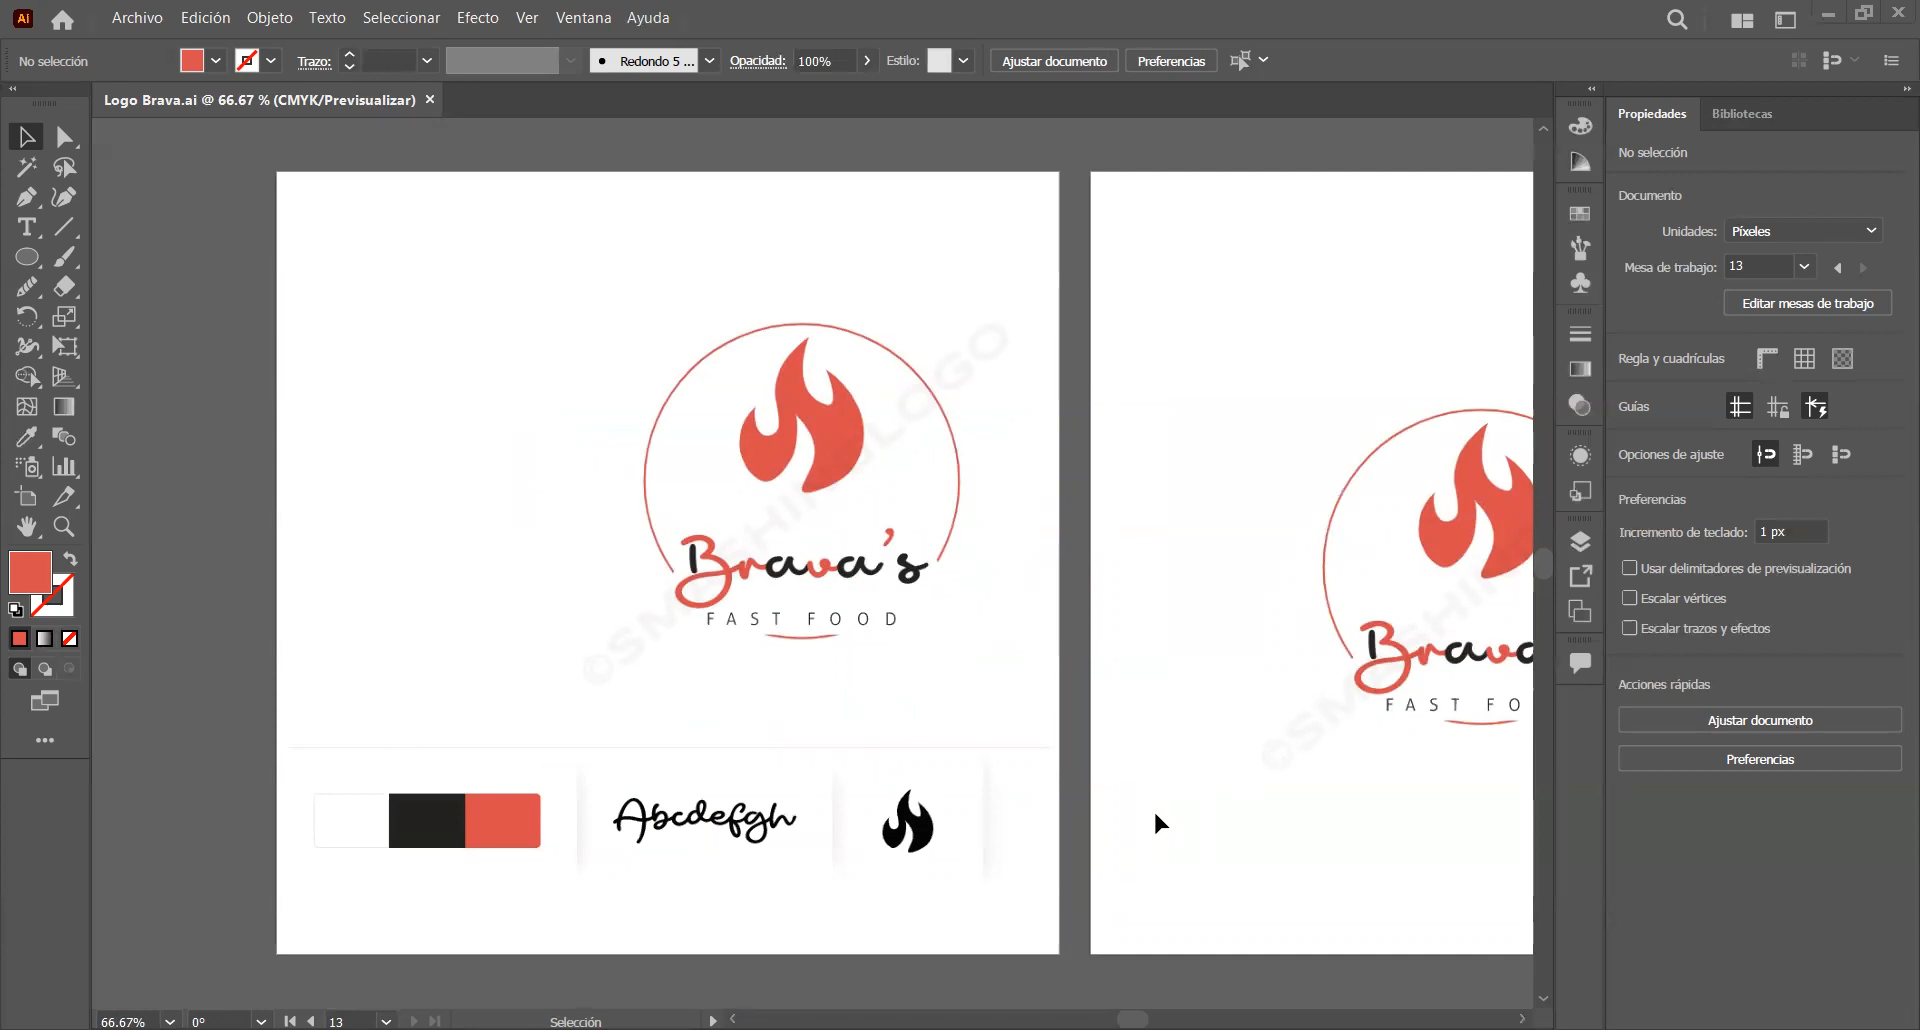 Ai Archivo Edición Objeto Texto Seleccionar Efecto Ver Ventana Ayuda
No selección Trazo: Redondo 5 ... Opacidad: 100% Estilo: Ajustar documento Preferencias
Logo Brava.ai @ 66.67 % (CMYK/Previsualizar) ×
Propiedades Bibliotecas
No selección
Documento
Unidades: Píxeles
Mesa de trabajo: 13
Editar mesas de trabajo
Regla y cuadrículas
Guías
Opciones de ajuste
Preferencias
Incremento de teclado: 1 px
Usar delimitadores de previsualización
Escalar vértices
Escalar trazos y efectos
Acciones rápidas
Ajustar documento
Preferencias
Brava's
FAST FOOD
Abcdefgh
Brava
FAST FO
66.67% 0° 13 Selección